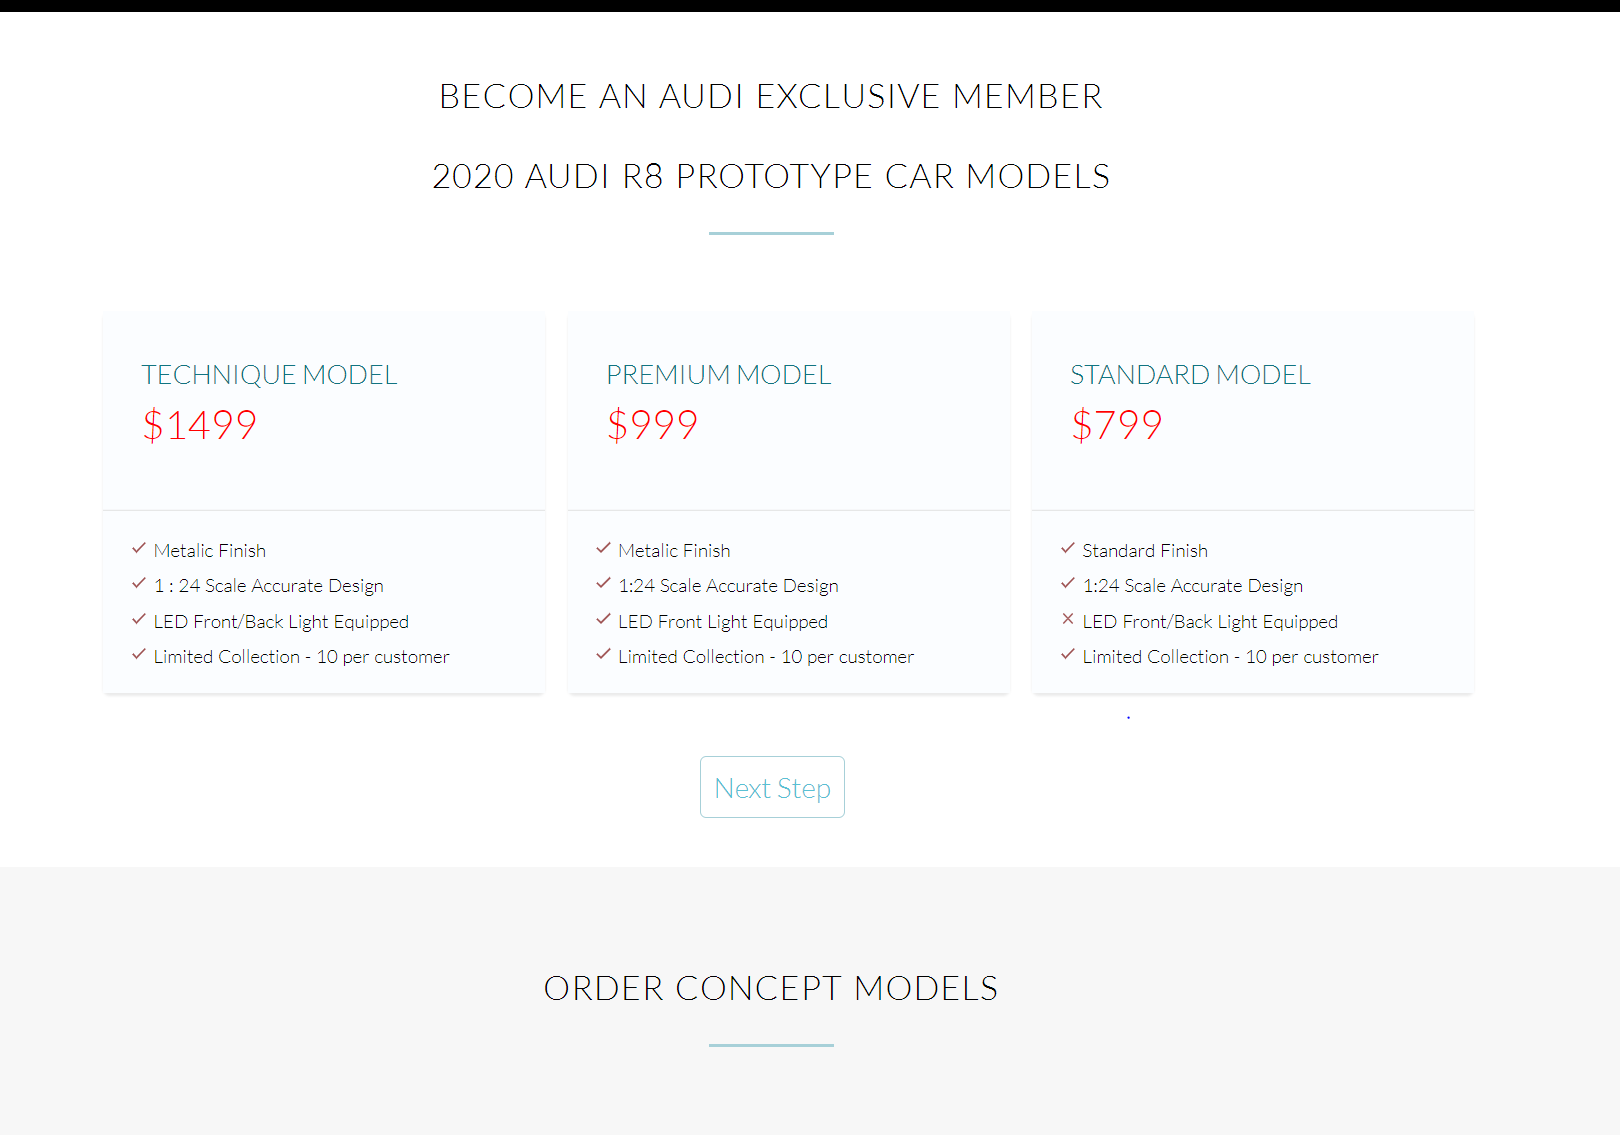 BECOME AN AUDI EXCLUSIVE MEMBER
2020 AUDI R8 PROTOTYPE CAR MODELS
TECHNIQUE MODEL
$1499
Metalic Finish
1 : 24 Scale Accurate Design
LED Front/Back Light Equipped
Limited Collection - 10 per customer
PREMIUM MODEL
$999
Metalic Finish
1:24 Scale Accurate Design
LED Front Light Equipped
Limited Collection - 10 per customer
STANDARD MODEL
$799
Standard Finish
1:24 Scale Accurate Design
LED Front/Back Light Equipped
Limited Collection - 10 per customer
Next Step
ORDER CONCEPT MODELS